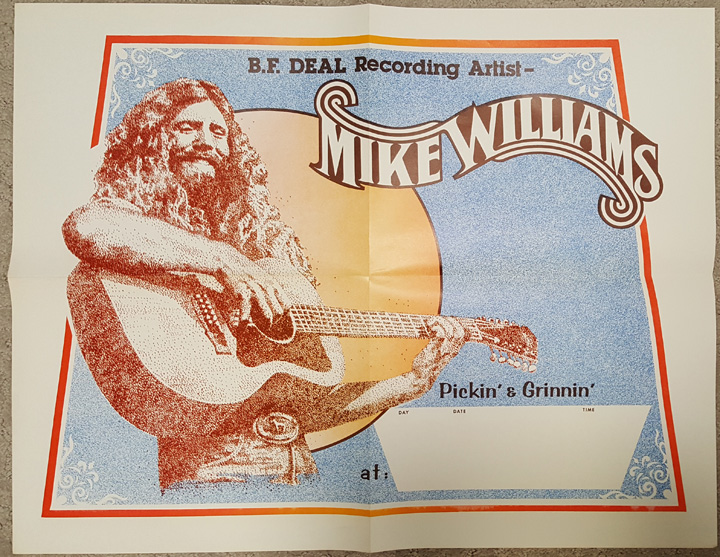 B.F. DEAL Recording Artist–
MIKE WILLIAMS
Pickin' & Grinnin'
DAY DATE TIME
at: